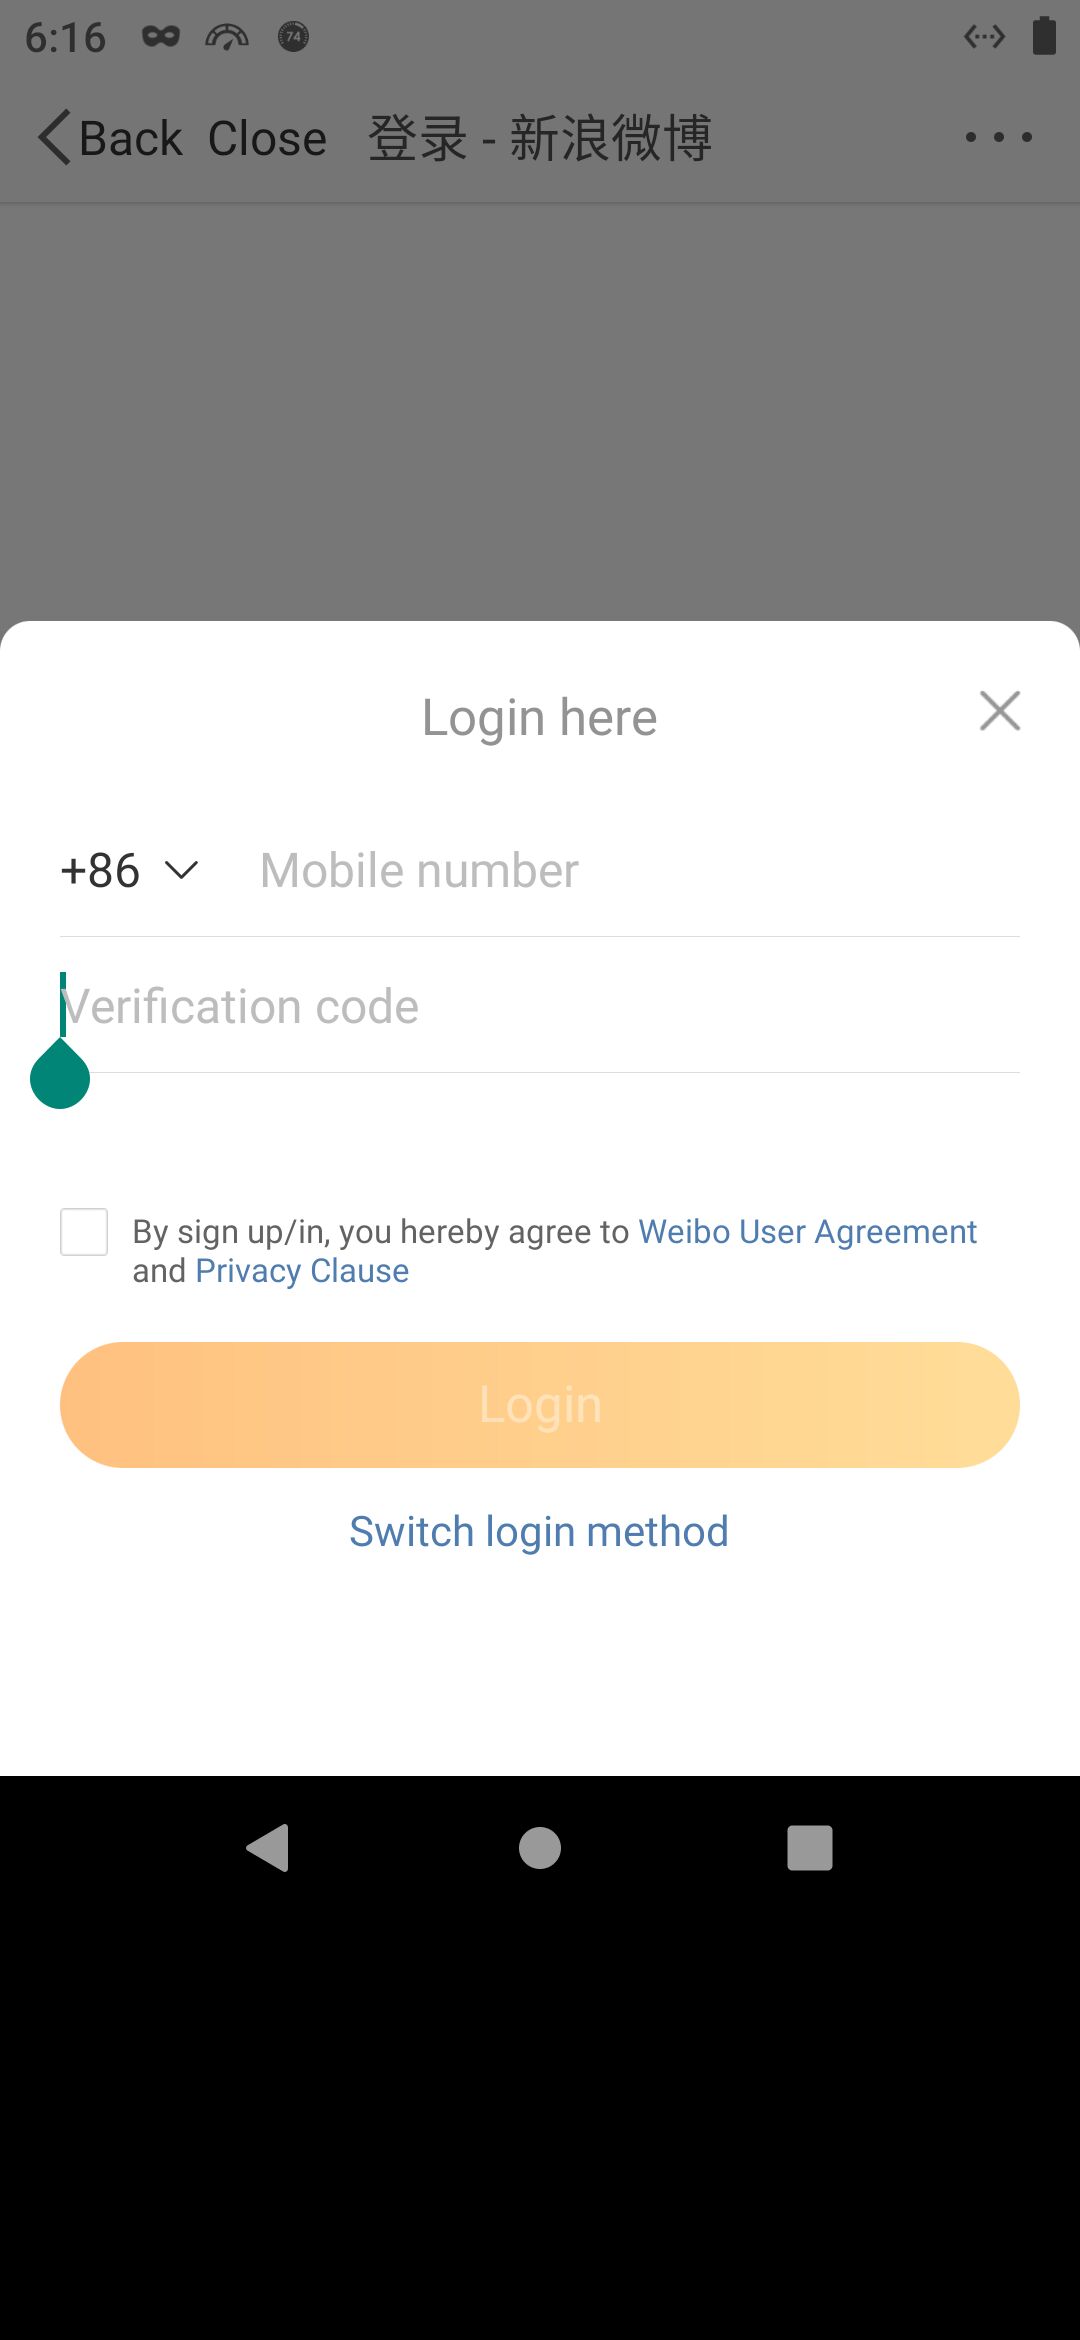 6:16 74
Back Close 登录 - 新浪微博
Login here
+86 Mobile number
Verification code
By sign up/in, you hereby agree to Weibo User Agreement
and Privacy Clause
Login
Switch login method